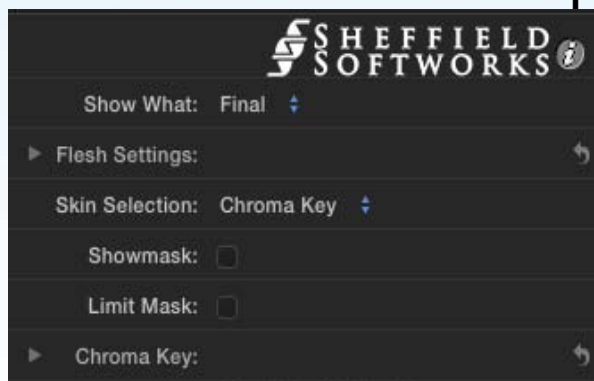 SHEFFIELD
SOFTWORKS
i
Show What: Final
Flesh Settings:
Skin Selection: Chroma Key
Showmask:
Limit Mask:
Chroma Key: